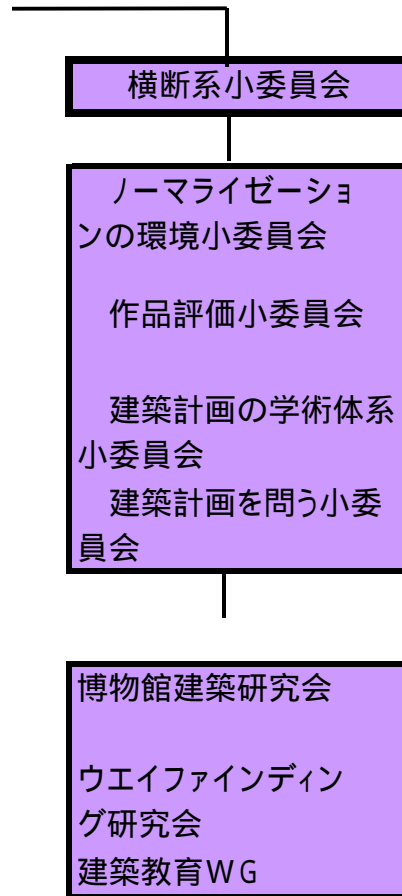 横断系小委員会
ノーマライゼーショ
ンの環境小委員会
作品評価小委員会
建築計画の学術体系
小委員会
建築計画を問う小委
員会
博物館建築研究会
ウエイファインディン
グ研究会
建築教育ＷＧ